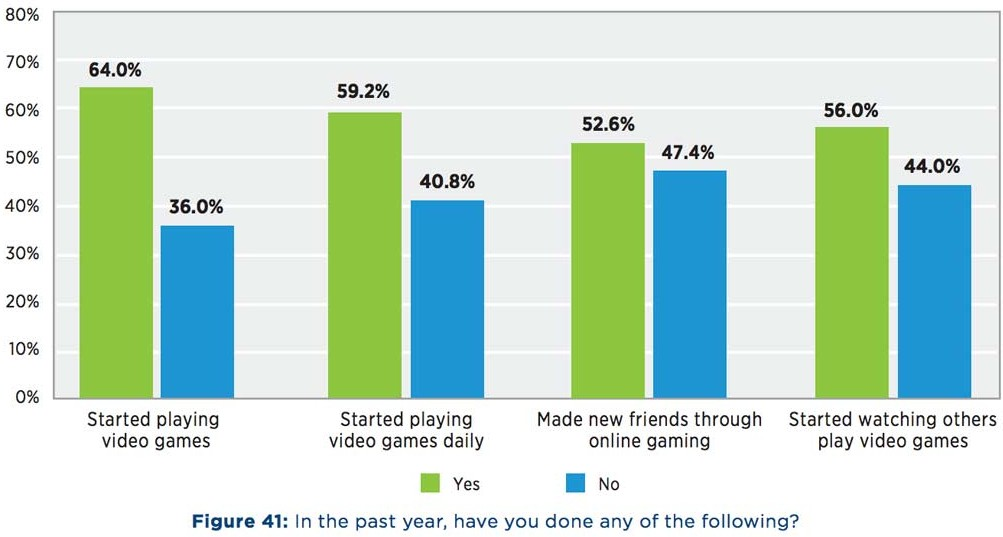 80%
70%
60%
50%
40%
30%
20%
10%
0%
64.0%
36.0%
59.2%
40.8%
52.6%
47.4%
56.0%
44.0%
Started playing
video games
Started playing
video games daily
Made new friends through
online gaming
Started watching others
play video games
Yes
No
Figure 41: In the past year, have you done any of the following?